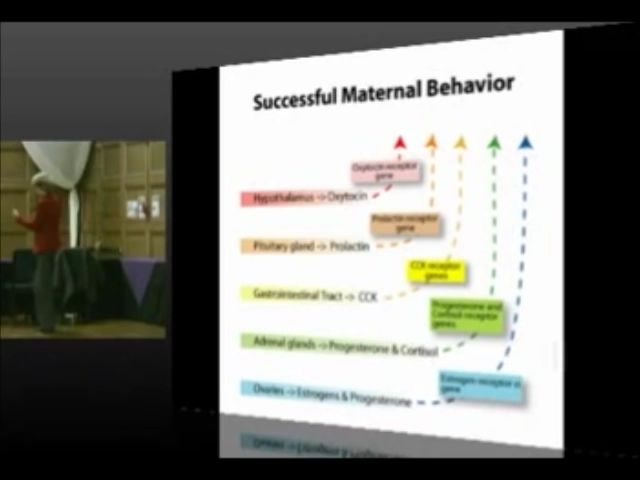 Successful Maternal Behavior
Oxytocin receptor
gene
Hypothalamus -> Oxytocin
Prolactin receptor
gene
Pituitary gland -> Prolactin
CCK receptor
genes
Gastrointestinal Tract -> CCK
Progesterone and
Cortisol receptor
genes
Adrenal glands -> Progesterone & Cortisol
Estrogen receptor α
gene
Ovaries -> Estrogens & Progesterone